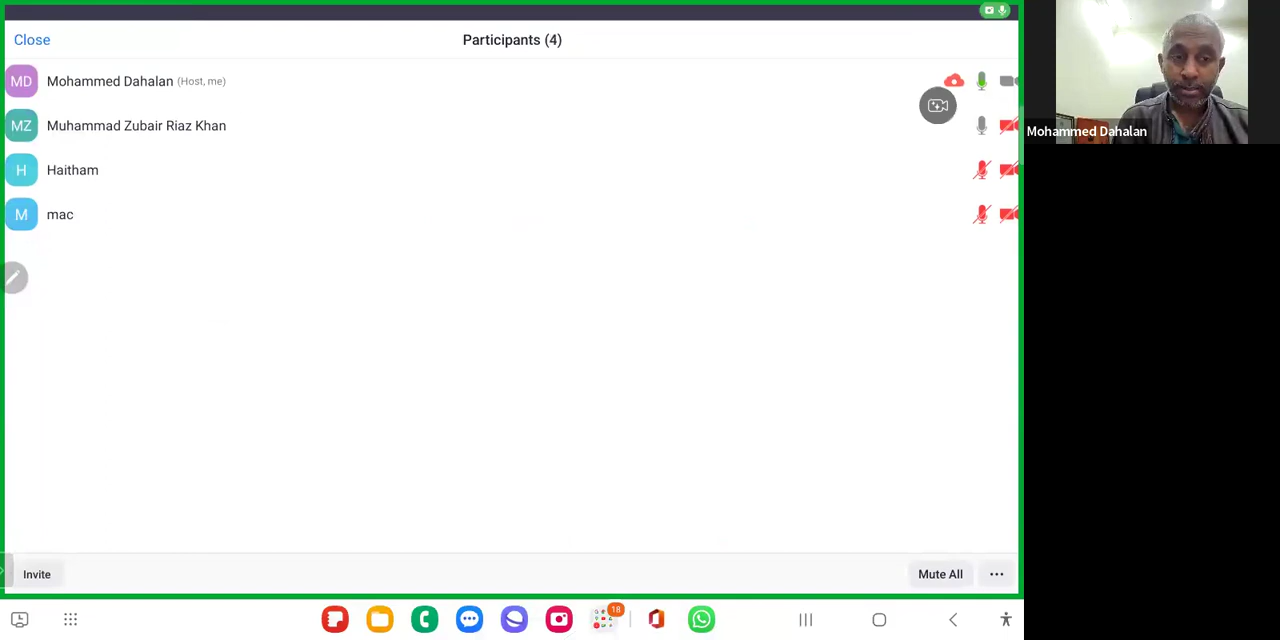 Close
Participants (4)
MD Mohammed Dahalan (Host, me)
MZ Muhammad Zubair Riaz Khan
H Haitham
M mac
Invite
Mute All
18
Mohammed Dahalan